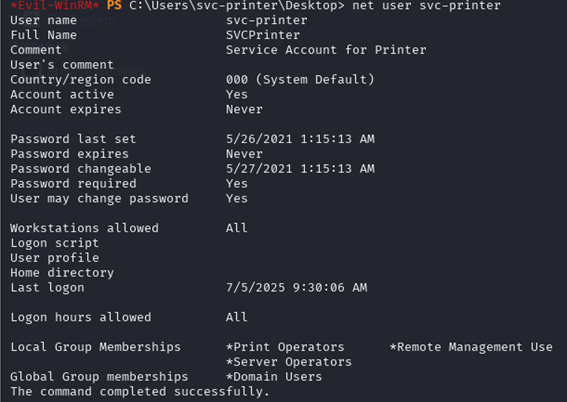 *Evil-WinRM* PS C:\Users\svc-printer\Desktop> net user svc-printer
User name                    svc-printer
Full Name                    SVCPrinter
Comment                      Service Account for Printer
User's comment
Country/region code          000 (System Default)
Account active               Yes
Account expires              Never

Password last set            5/26/2021 1:15:13 AM
Password expires             Never
Password changeable          5/27/2021 1:15:13 AM
Password required            Yes
User may change password     Yes

Workstations allowed         All
Logon script
User profile
Home directory
Last logon                   7/5/2025 9:30:06 AM

Logon hours allowed          All

Local Group Memberships      *Print Operators      *Remote Management Use
                             *Server Operators
Global Group memberships     *Domain Users
The command completed successfully.